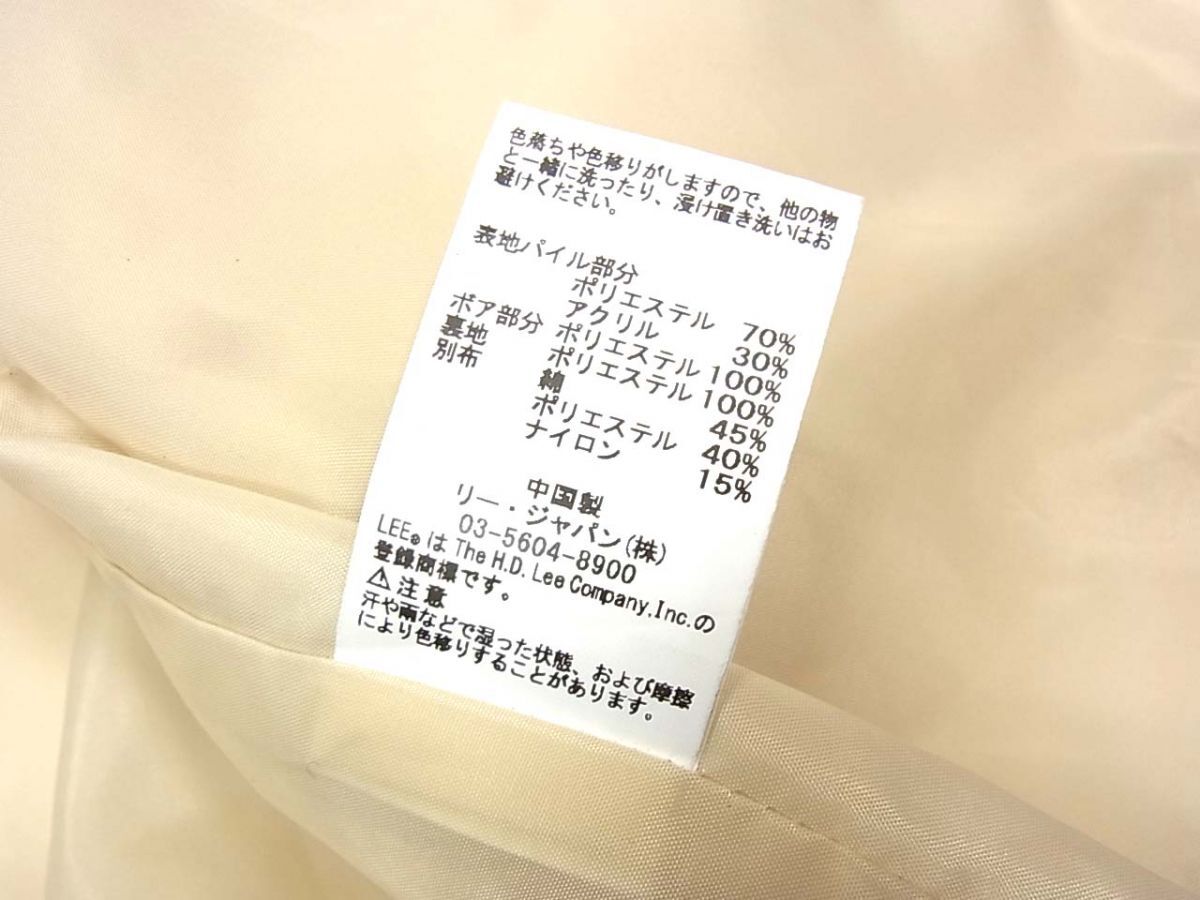 色落ちや色移りがしますので、他の物
と一緒に洗ったり、浸け置き洗いはお
避けください。
表地パイル部分
ポリエステル 70%
アクリル 30%
ボア部分 ポリエステル 100%
裏地 ポリエステル 100%
別布 綿 45%
ポリエステル 40%
ナイロン 15%
中国製
リー・ジャパン(株)
03-5604-8900
LEE®は The H.D. Lee Company, Inc.の
登録商標です。
⚠注意
汗や雨などで湿った状態、および摩擦
により色移りすることがあります。